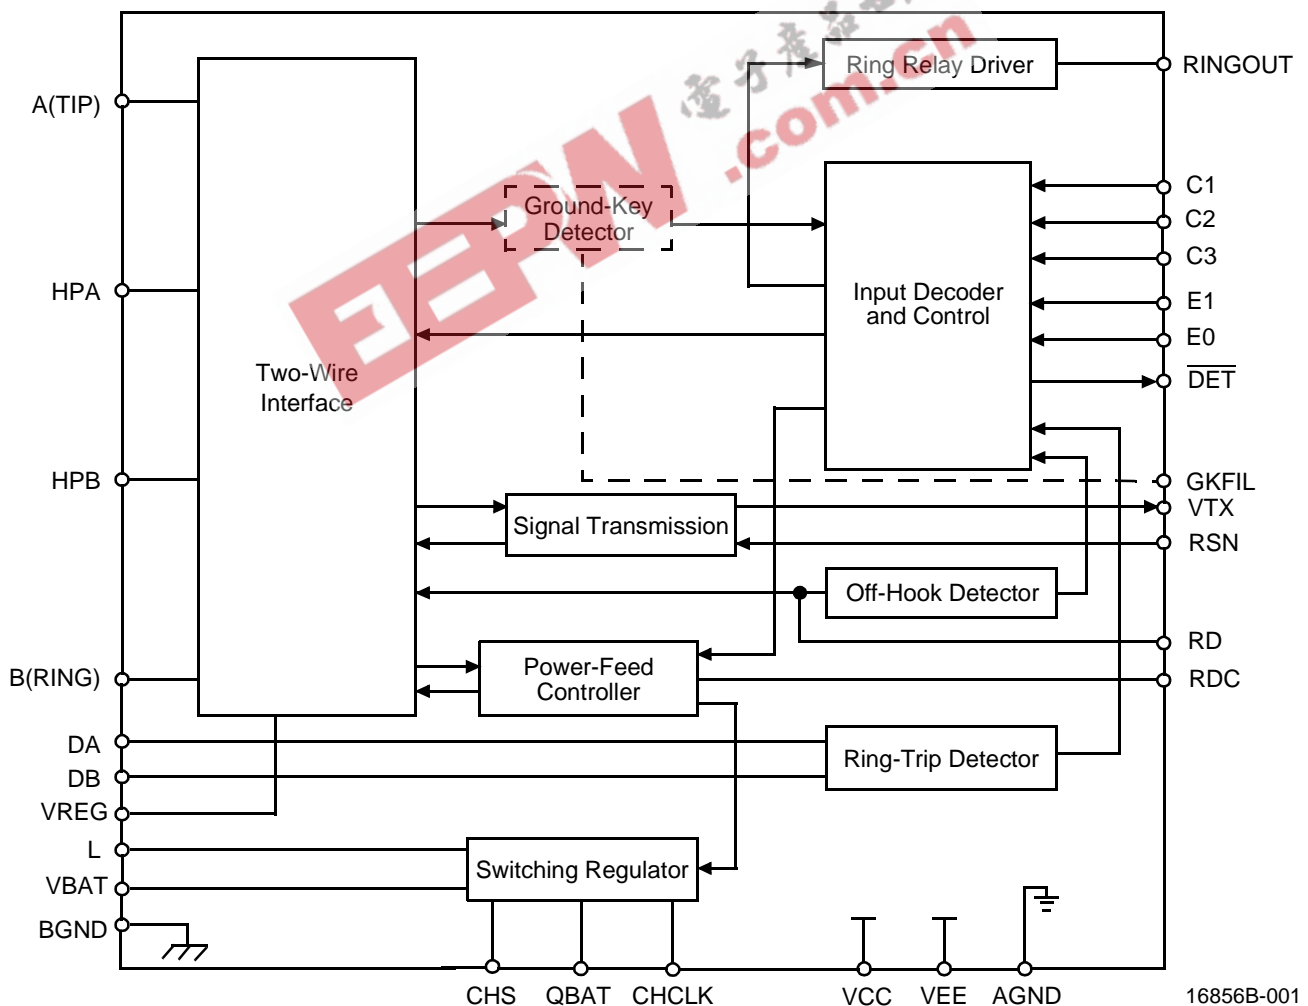 Ring Relay Driver
RINGOUT
A(TIP)
EEPW
.com.cn
C1
Ground-Key
Detector
C2
C3
HPA
Input Decoder
and Control
E1
E0
Two-Wire
Interface
DET
HPB
GKFIL
VTX
Signal Transmission
RSN
Off-Hook Detector
RD
B(RING)
Power-Feed
Controller
RDC
DA
Ring-Trip Detector
DB
VREG
L
Switching Regulator
VBAT
BGND
CHS
QBAT
CHCLK
VCC
VEE
AGND
16856B-001